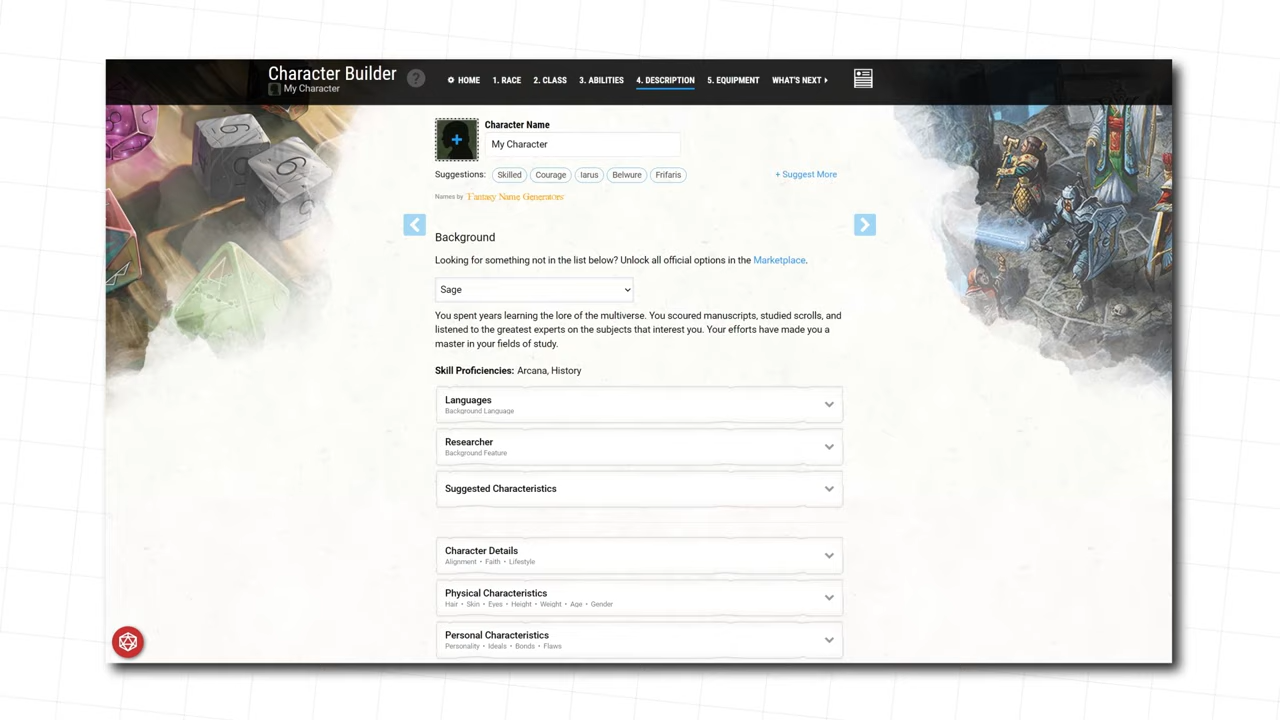 Character Builder
?
My Character
HOME
1. RACE
2. CLASS
3. ABILITIES
4. DESCRIPTION
5. EQUIPMENT
WHAT'S NEXT
Character Name
My Character
Suggestions: Skilled Courage Iarus Belwure Frifaris + Suggest More
Names by Fantasy Name Generators
Background
Looking for something not in the list below? Unlock all official options in the Marketplace.
Sage
You spent years learning the lore of the multiverse. You scoured manuscripts, studied scrolls, and
listened to the greatest experts on the subjects that interest you. Your efforts have made you a
master in your fields of study.
Skill Proficiencies: Arcana, History
Languages
Background Language
Researcher
Background Feature
Suggested Characteristics
Character Details
Alignment • Faith • Lifestyle
Physical Characteristics
Hair • Skin • Eyes • Height • Weight • Age • Gender
Personal Characteristics
Personality • Ideals • Bonds • Flaws